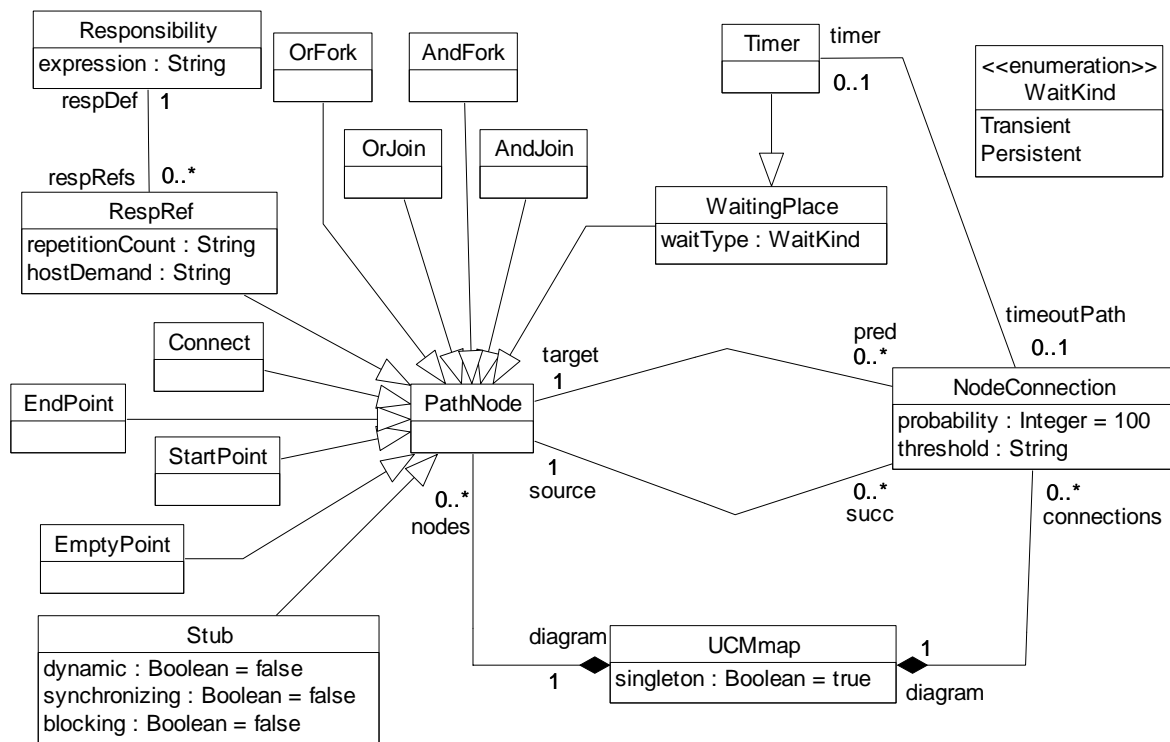 Responsibility
expression : String
respDef
1
respRefs
0..*
RespRef
repetitionCount : String
hostDemand : String
OrFork
AndFork
OrJoin
AndJoin
Timer
timer
0..1
<<enumeration>>
WaitKind
Transient
Persistent
WaitingPlace
waitType : WaitKind
timeoutPath
0..1
Connect
EndPoint
StartPoint
EmptyPoint
PathNode
target
1
pred
0..*
NodeConnection
probability : Integer = 100
threshold : String
1
source
0..*
succ
0..*
nodes
0..*
connections
Stub
dynamic : Boolean = false
synchronizing : Boolean = false
blocking : Boolean = false
diagram
1
UCMmap
singleton : Boolean = true
1
diagram